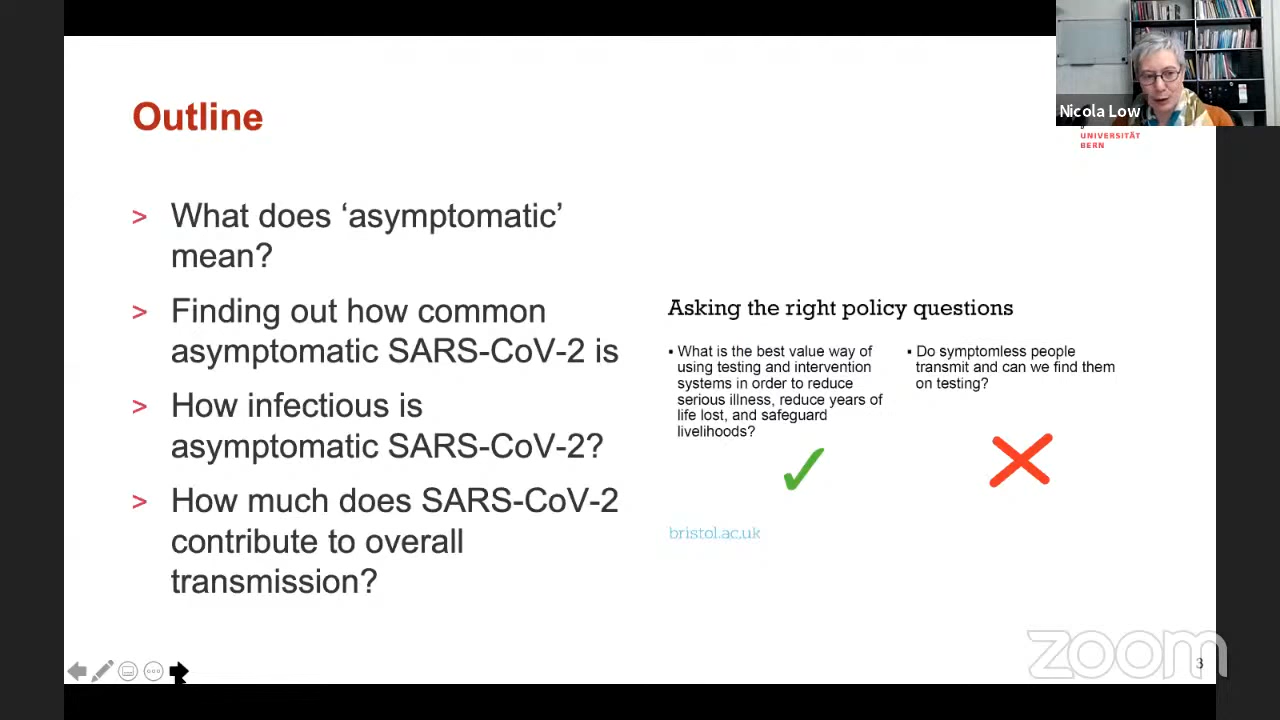 Outline
> What does ‘asymptomatic’
mean?
> Finding out how common
asymptomatic SARS-CoV-2 is
> How infectious is
asymptomatic SARS-CoV-2?
> How much does SARS-CoV-2
contribute to overall
transmission?
Asking the right policy questions
▪ What is the best value way of
using testing and intervention
systems in order to reduce
serious illness, reduce years of
life lost, and safeguard
livelihoods?
▪ Do symptomless people
transmit and can we find them
on testing?
bristol.ac.uk
Nicola Low
UNIVERSITÄT
BERN
zoom
3